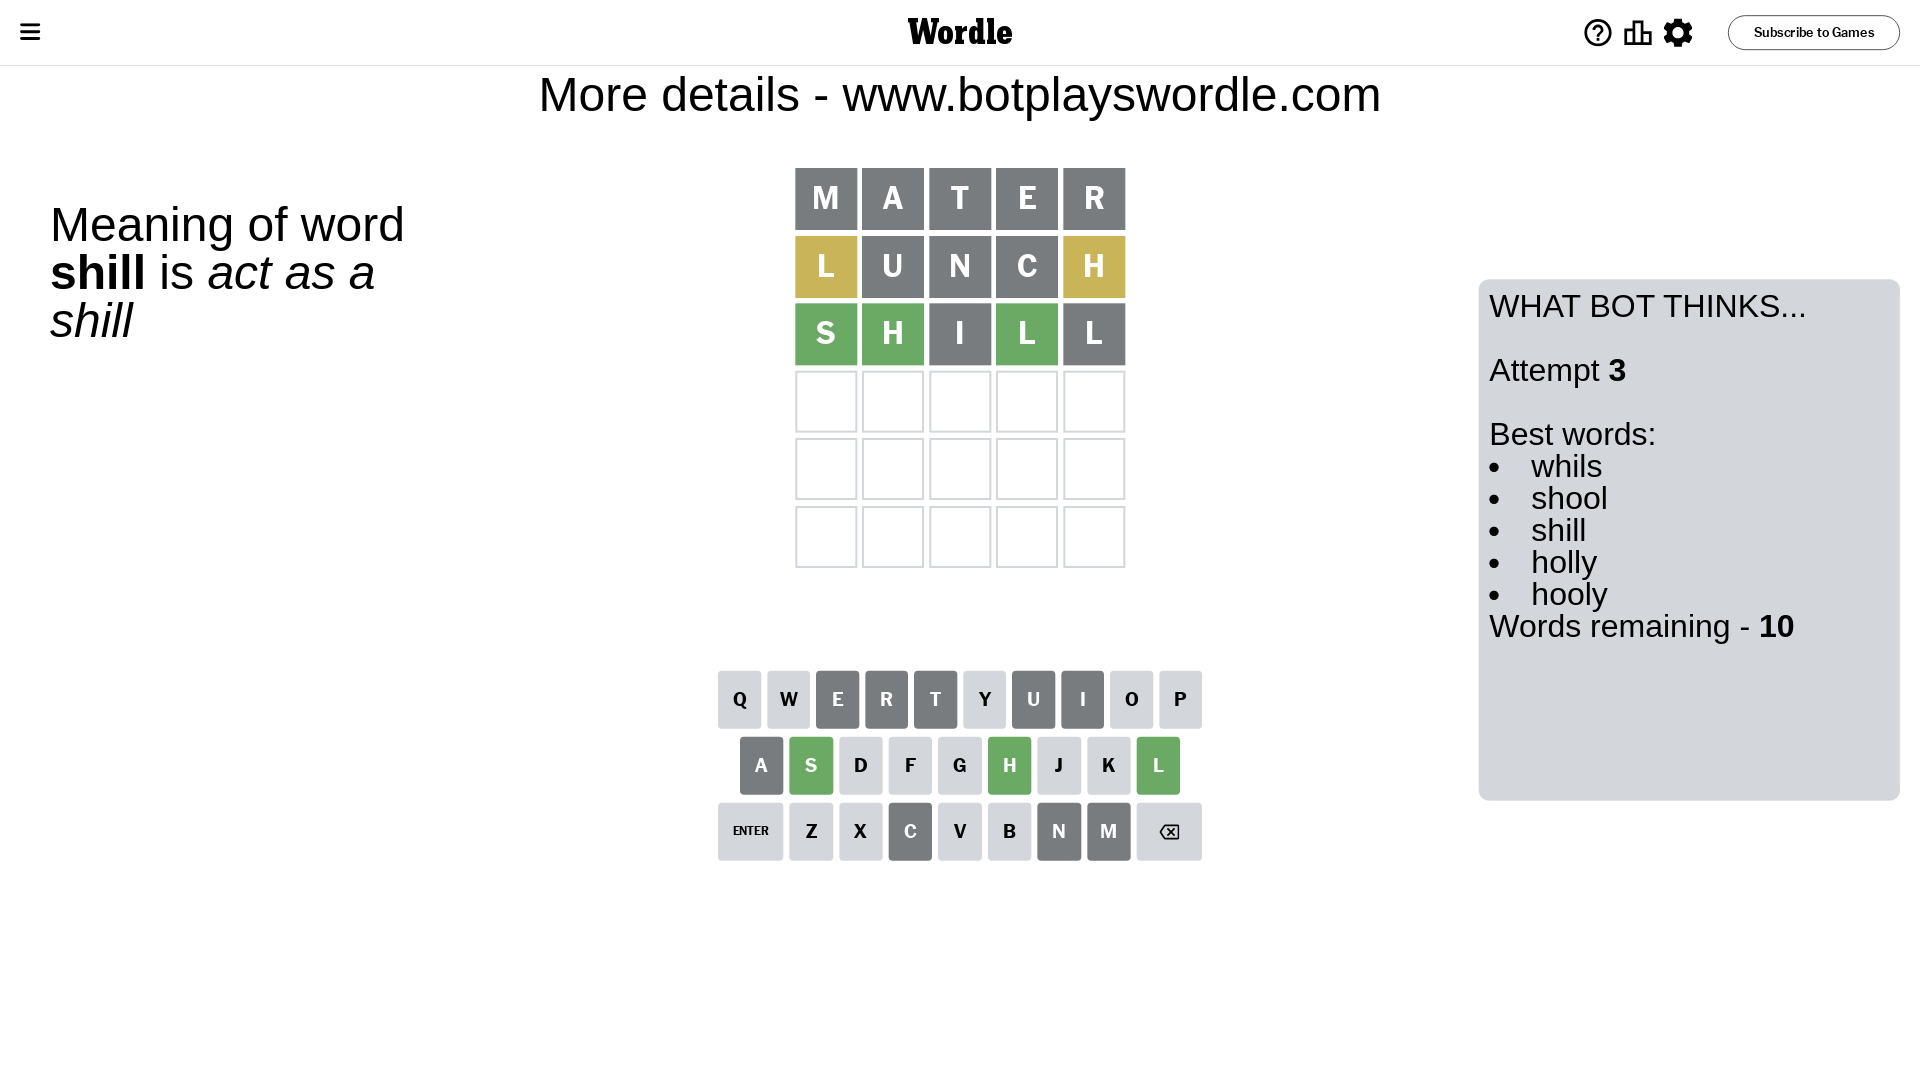 Wordle
Subscribe to Games
More details - www.botplayswordle.com
Meaning of word
shill is act as a
shill
M A T E R
L U N C H
S H I L L
WHAT BOT THINKS...
Attempt 3
Best words:
• whils
• shool
• shill
• holly
• hooly
Words remaining - 10
Q W E R T Y U I O P
A S D F G H J K L
ENTER Z X C V B N M